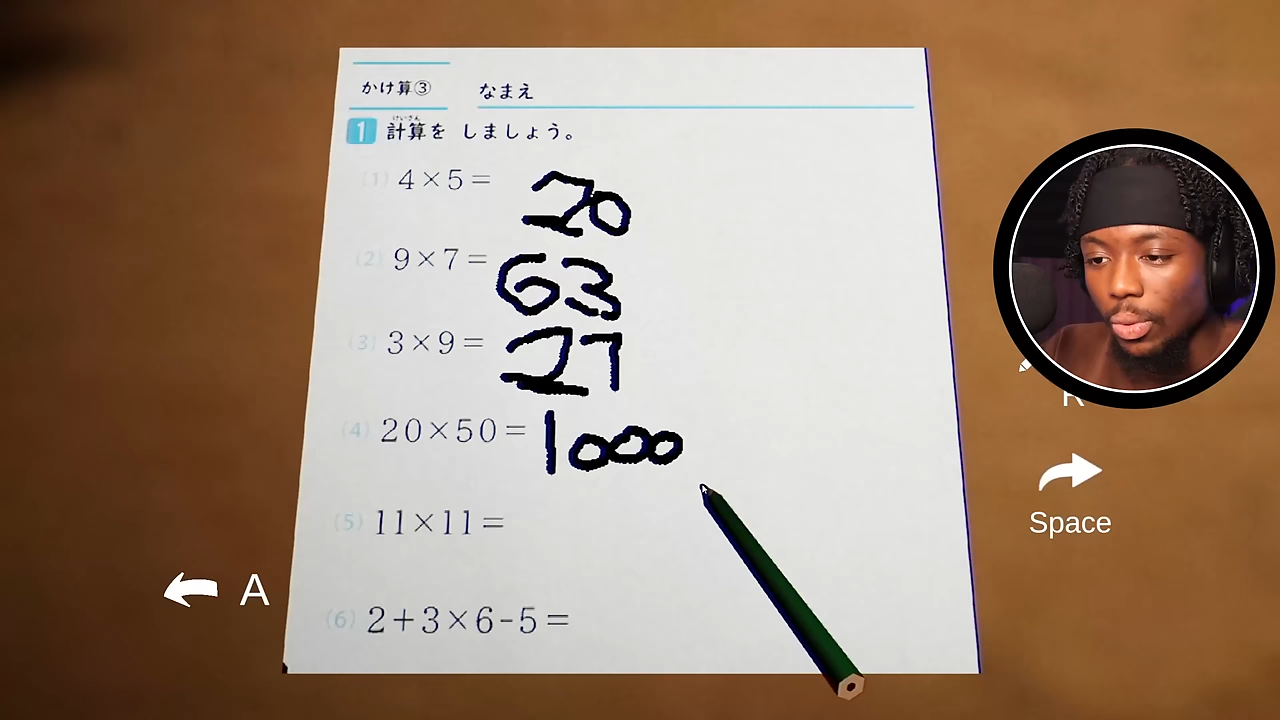 かけ算③ なまえ
1 計算を しましょう。
けいさん
(1) 4×5= 20
(2) 9×7= 63
(3) 3×9= 27
(4) 20×50= 1000
(5) 11×11=
(6) 2+3×6-5=
R
Space
A